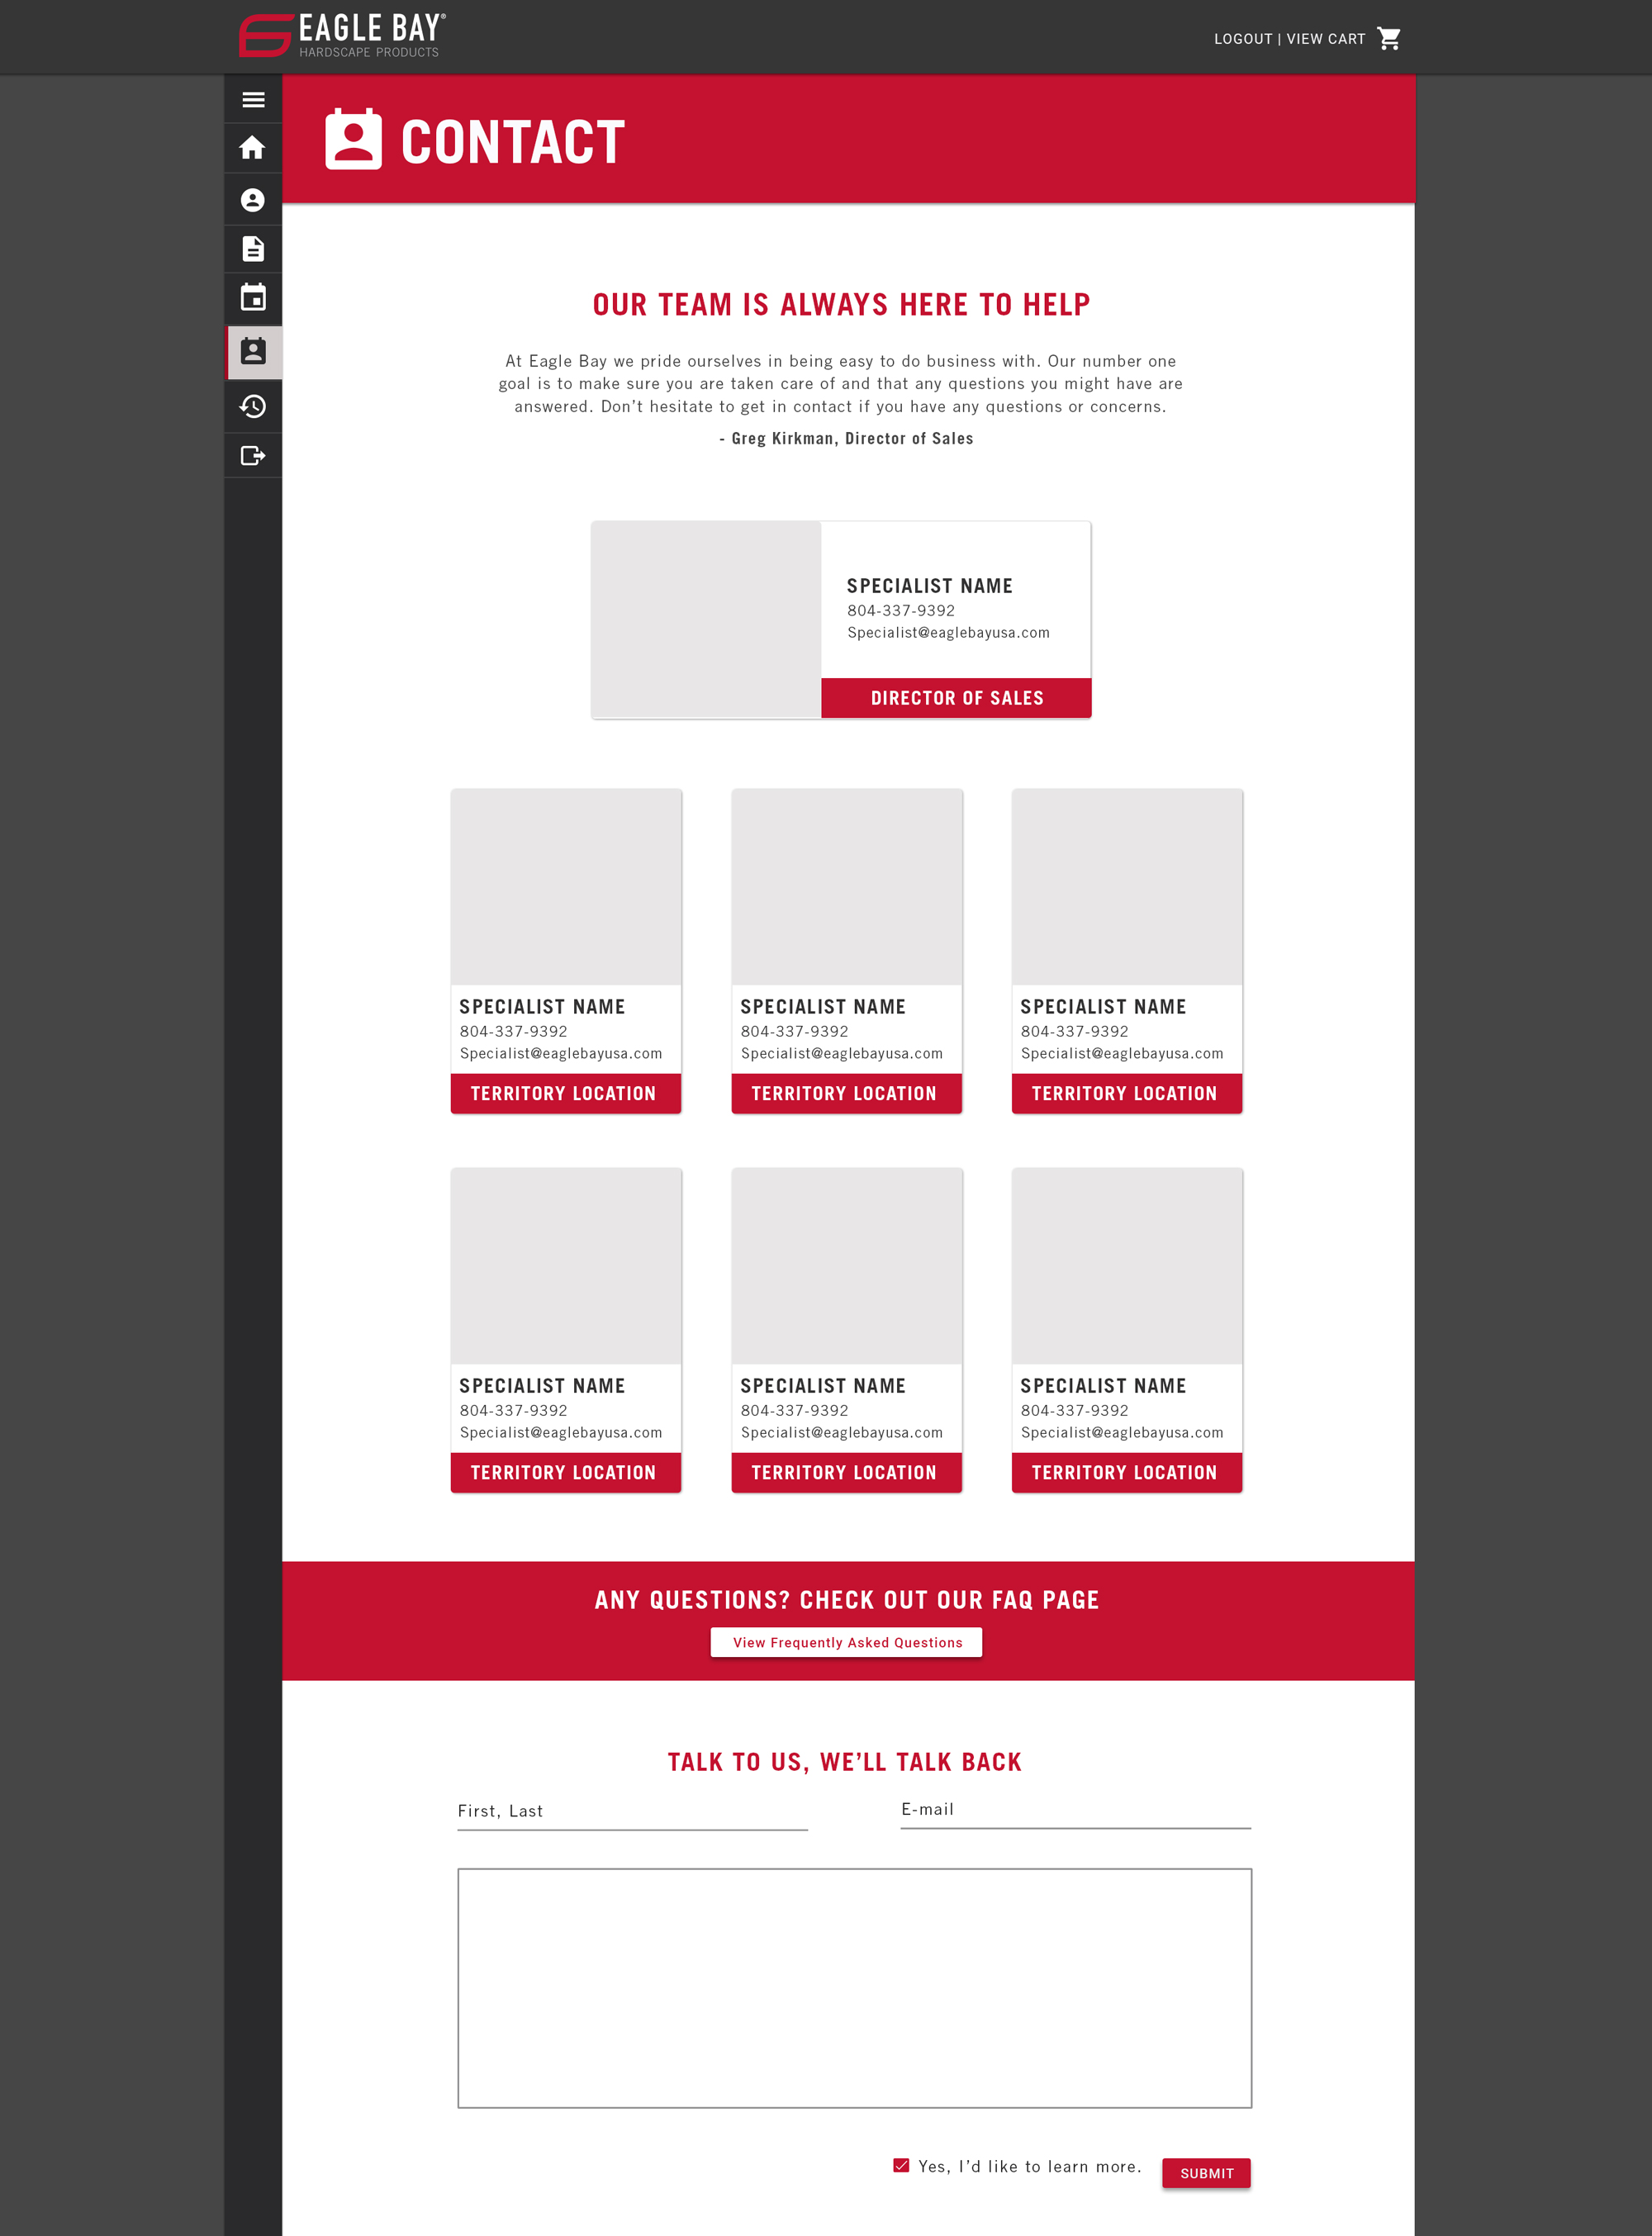 EAGLE BAY®
HARDSCAPE PRODUCTS
LOGOUT | VIEW CART
CONTACT
OUR TEAM IS ALWAYS HERE TO HELP
At Eagle Bay we pride ourselves in being easy to do business with. Our number one
goal is to make sure you are taken care of and that any questions you might have are
answered. Don’t hesitate to get in contact if you have any questions or concerns.
- Greg Kirkman, Director of Sales
SPECIALIST NAME
804-337-9392
Specialist@eaglebayusa.com
DIRECTOR OF SALES
SPECIALIST NAME
804-337-9392
Specialist@eaglebayusa.com
TERRITORY LOCATION
SPECIALIST NAME
804-337-9392
Specialist@eaglebayusa.com
TERRITORY LOCATION
SPECIALIST NAME
804-337-9392
Specialist@eaglebayusa.com
TERRITORY LOCATION
SPECIALIST NAME
804-337-9392
Specialist@eaglebayusa.com
TERRITORY LOCATION
SPECIALIST NAME
804-337-9392
Specialist@eaglebayusa.com
TERRITORY LOCATION
SPECIALIST NAME
804-337-9392
Specialist@eaglebayusa.com
TERRITORY LOCATION
ANY QUESTIONS? CHECK OUT OUR FAQ PAGE
View Frequently Asked Questions
TALK TO US, WE’LL TALK BACK
First, Last
E-mail
Yes, I’d like to learn more.
SUBMIT